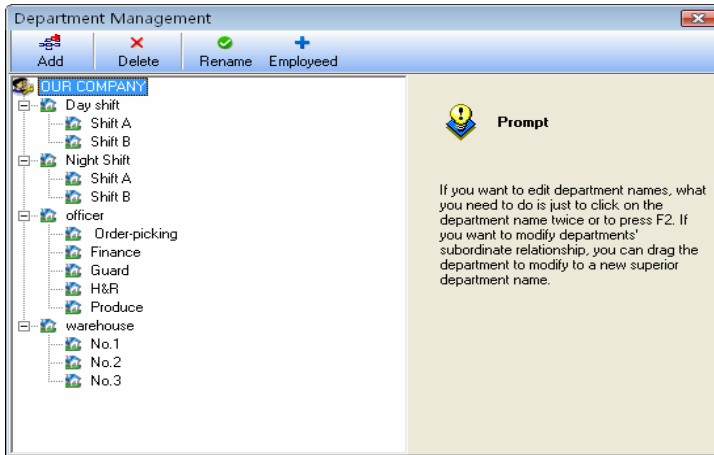 Department Management
Add Delete Rename Employeed
OUR COMPANY
Day shift
Shift A
Shift B
Night Shift
Shift A
Shift B
officer
Order-picking
Finance
Guard
H&R
Produce
warehouse
No.1
No.2
No.3
Prompt
If you want to edit department names, what
you need to do is just to click on the
department name twice or to press F2. If
you want to modify departments'
subordinate relationship, you can drag the
department to modify to a new superior
department name.